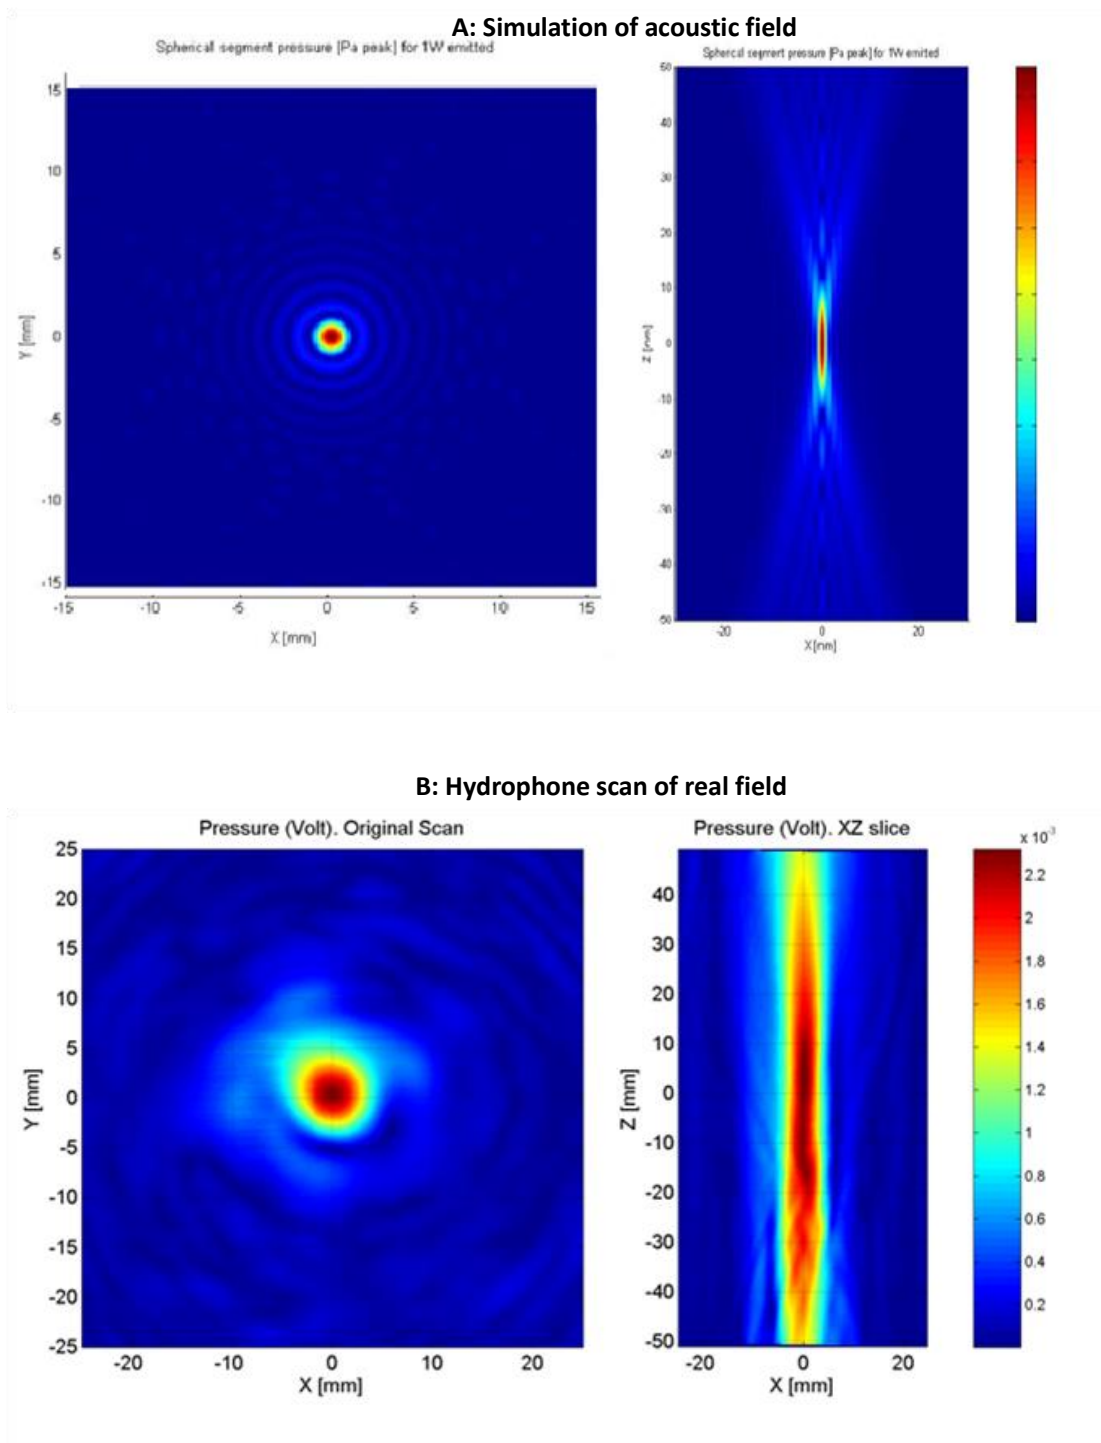 A: Simulation of acoustic field
Spherical segment pressure [Pa peak] for 1W emitted
15
10
5
0
-5
-10
-15
-15 -10 -5 0 5 10 15
X [mm]
Y [mm]
Spherical segment pressure [Pa peak] for 1W emitted
50
40
30
20
10
0
-10
-20
-30
-40
-50
-20 0 20
X[mm]
Z [mm]
B: Hydrophone scan of real field
Pressure (Volt). Original Scan
25
20
15
10
5
0
-5
-10
-15
-20
-25
-20 -10 0 10 20
X [mm]
Y [mm]
Pressure (Volt). XZ slice
40
30
20
10
0
-10
-20
-30
-40
-50
-20 0 20
X [mm]
Z [mm]
x 10-3
2.2
2
1.8
1.6
1.4
1.2
1
0.8
0.6
0.4
0.2